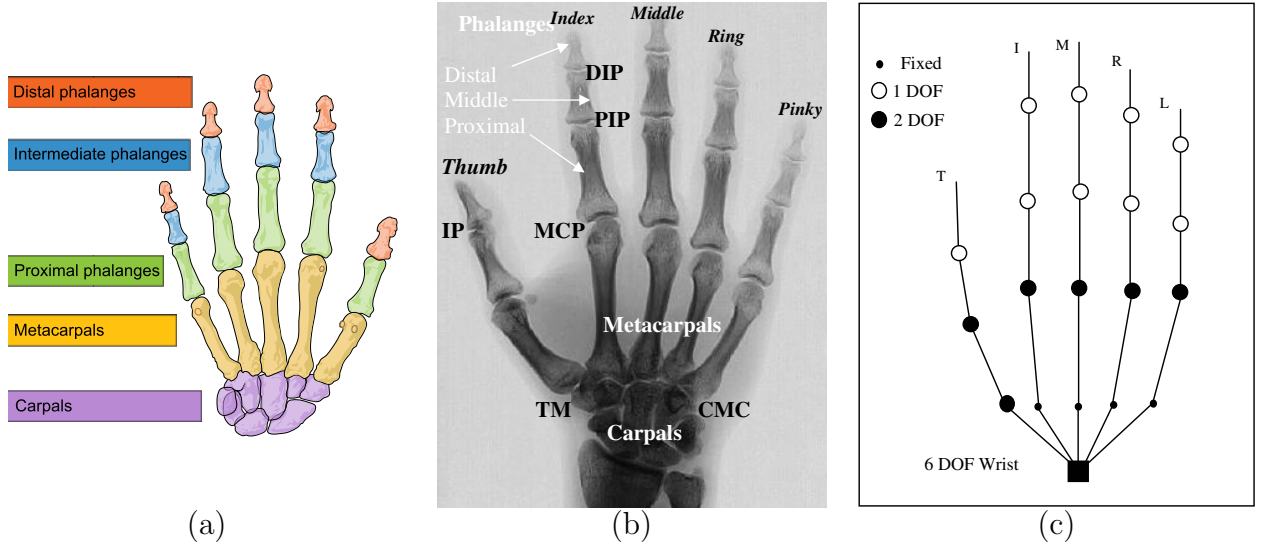 Distal phalanges
Intermediate phalanges
Proximal phalanges
Metacarpals
Carpals
(a)
Phalanges
Index
Middle
Ring
Pinky
Thumb
Distal
Middle
Proximal
DIP
PIP
IP
MCP
Metacarpals
TM
CMC
Carpals
(b)
Fixed
1 DOF
2 DOF
I
M
R
L
T
6 DOF Wrist
(c)